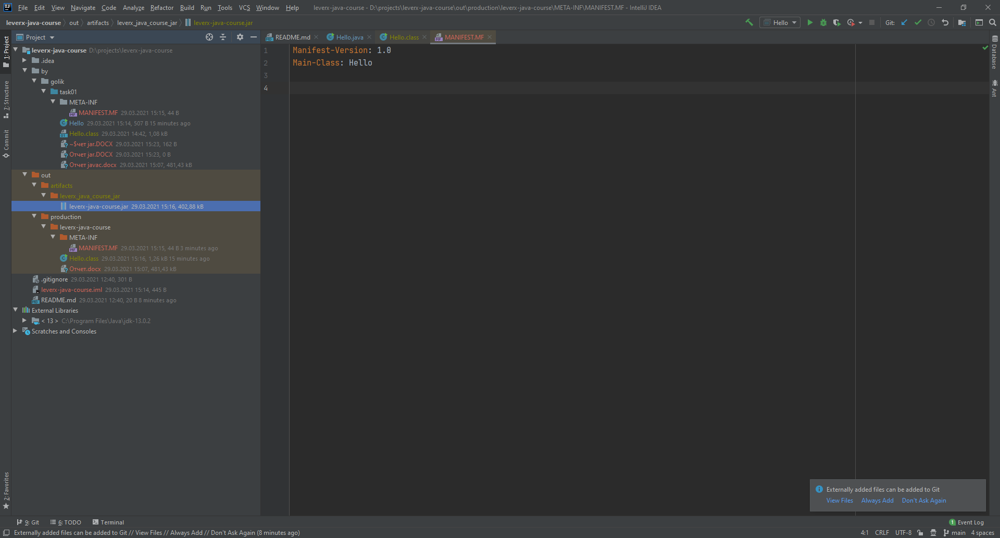 File Edit View Navigate Code Analyze Refactor Build Run Tools VCS Window Help leverx-java-course - D:\projects\leverx-java-course\out\production\leverx-java-course\META-INF\MANIFEST.MF - IntelliJ IDEA
leverx-java-course out artifacts leverx_java_course_jar leverx-java-course.jar Hello Git:
Project README.md Hello.java Hello.class MANIFEST.MF
leverx-java-course D:\projects\leverx-java-course
.idea
by
golik
task01
META-INF
MANIFEST.MF 29.03.2021 15:15, 44 B
Hello 29.03.2021 15:14, 507 B 15 minutes ago
Hello.class 29.03.2021 14:42, 1,08 kB
~$чет jar.DOCX 29.03.2021 15:23, 162 B
Отчет jar.DOCX 29.03.2021 15:23, 0 B
Отчет javac.docx 29.03.2021 15:07, 481,43 kB
out
artifacts
leverx_java_course_jar
leverx-java-course.jar 29.03.2021 15:16, 402,88 kB
production
leverx-java-course
META-INF
MANIFEST.MF 29.03.2021 15:15, 44 B 3 minutes ago
Hello.class 29.03.2021 15:16, 1,26 kB 15 minutes ago
Отчет.docx 29.03.2021 15:07, 481,43 kB
.gitignore 29.03.2021 12:40, 301 B
leverx-java-course.iml 29.03.2021 15:14, 445 B
README.md 29.03.2021 12:40, 20 B 8 minutes ago
External Libraries
< 13 > C:\Program Files\Java\jdk-13.0.2
Scratches and Consoles
1 Manifest-Version: 1.0
2 Main-Class: Hello
3
4
1: Project
7: Structure
Commit
2: Favorites
Database
Ant
Externally added files can be added to Git
View Files Always Add Don't Ask Again
9: Git 6: TODO Terminal 1 Event Log
Externally added files can be added to Git // View Files // Always Add // Don't Ask Again (8 minutes ago) 4:1 CRLF UTF-8 main 4 spaces